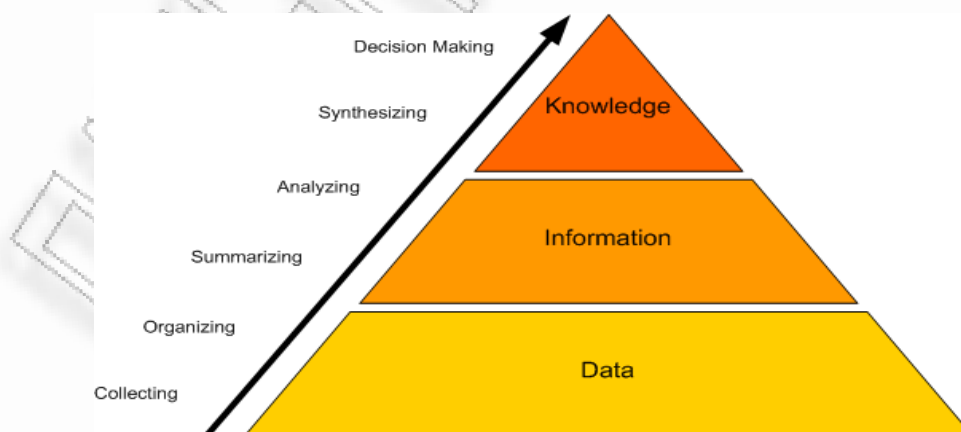 Decision Making
Knowledge
Synthesizing
Analyzing
Information
Summarizing
Organizing
Data
Collecting